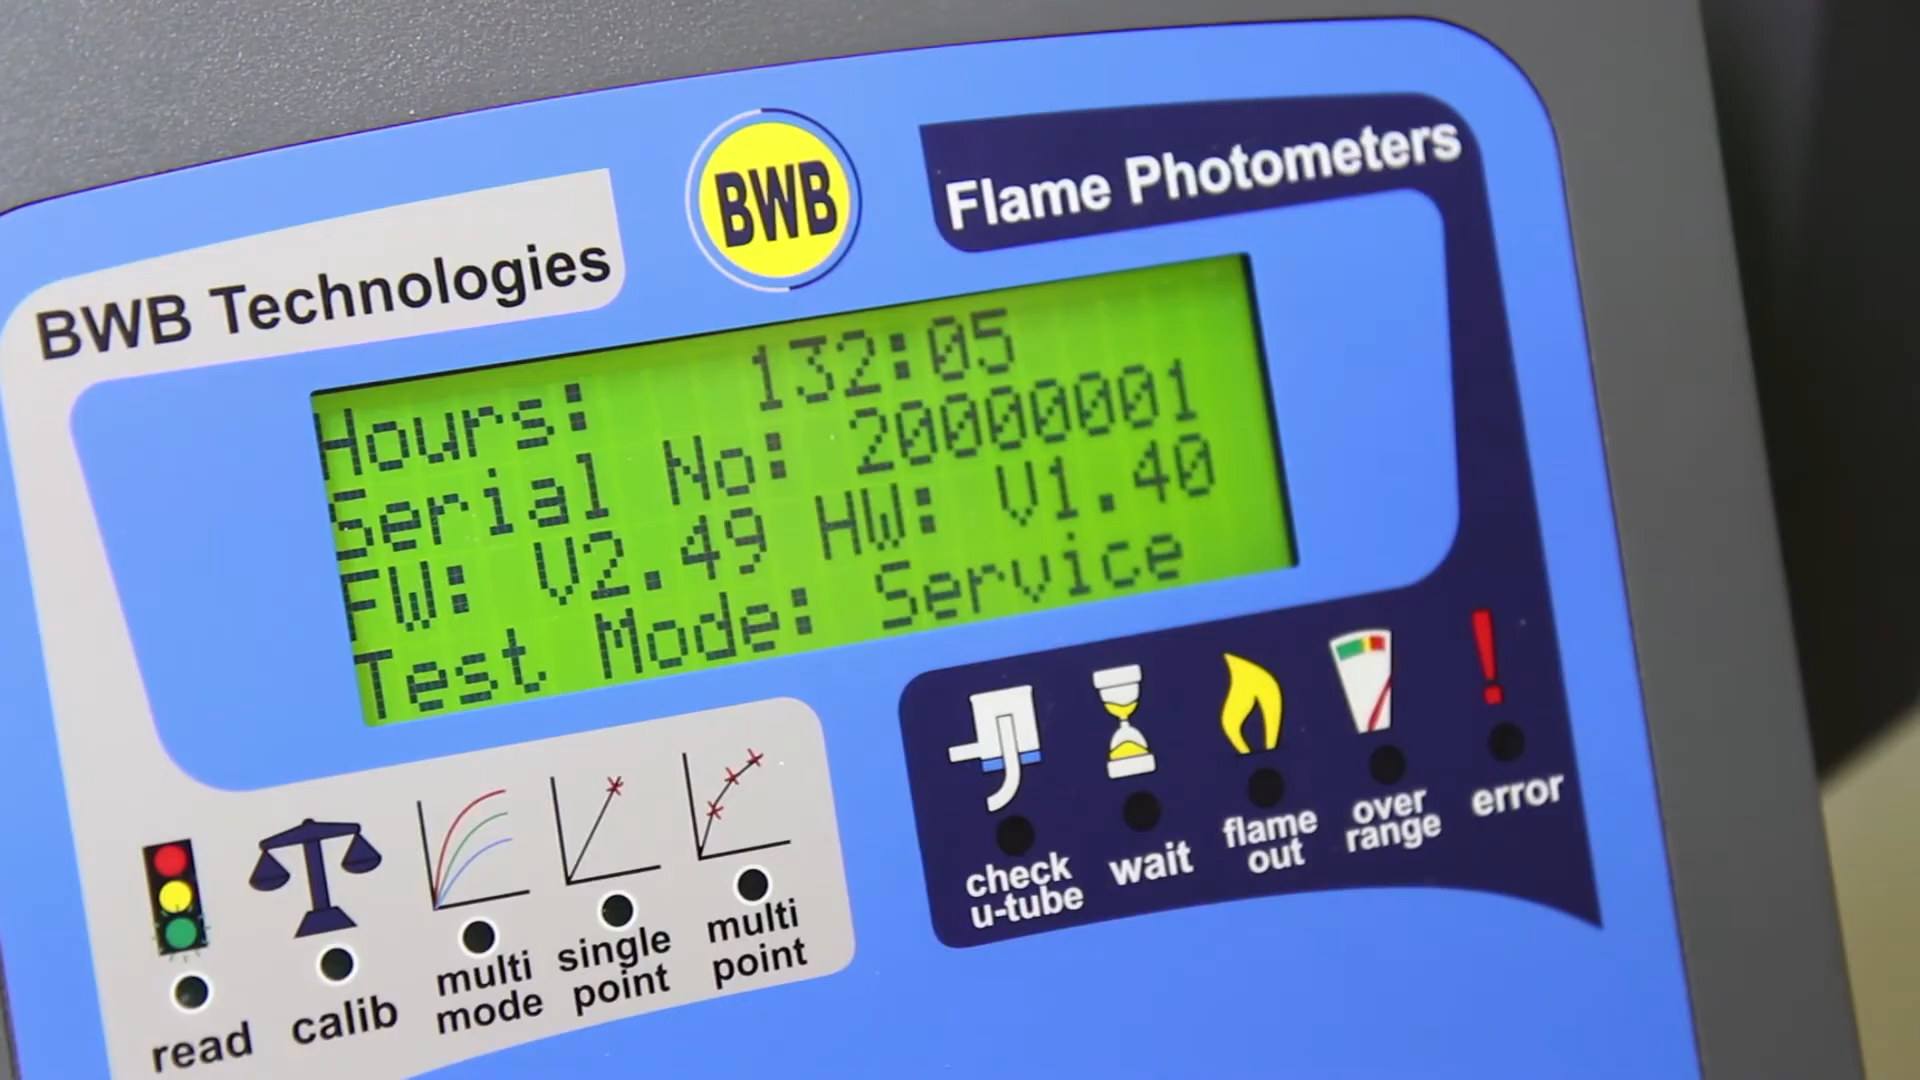 BWB Technologies
BWB
Flame Photometers
Hours: 132:05
Serial No: 20000001
FW: V2.49 HW: V1.40
Test Mode: Service
read
calib
multi
mode
single
point
multi
point
check
u-tube
wait
flame
out
over
range
error